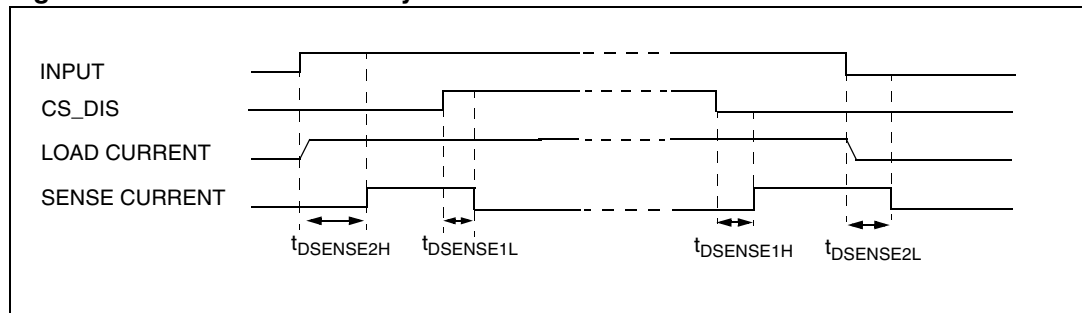 INPUT
CS_DIS
LOAD CURRENT
SENSE CURRENT
tDSENSE2H
tDSENSE1L
tDSENSE1H
tDSENSE2L